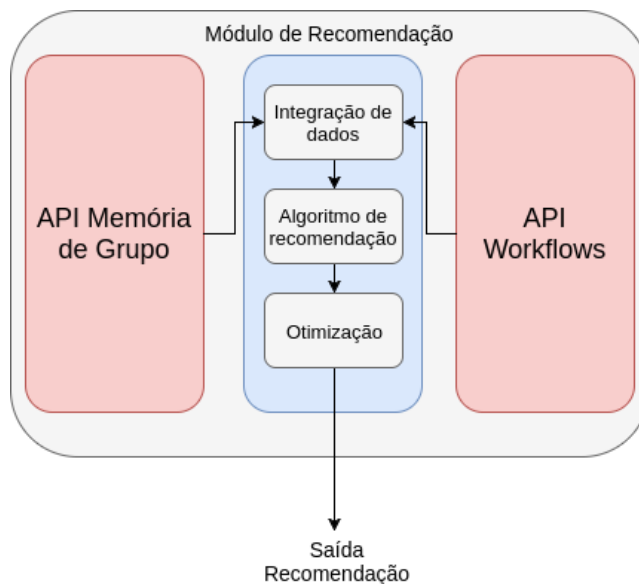 Módulo de Recomendação
API Memória
de Grupo
Integração de
dados
Algoritmo de
recomendação
Otimização
API
Workflows
Saída
Recomendação